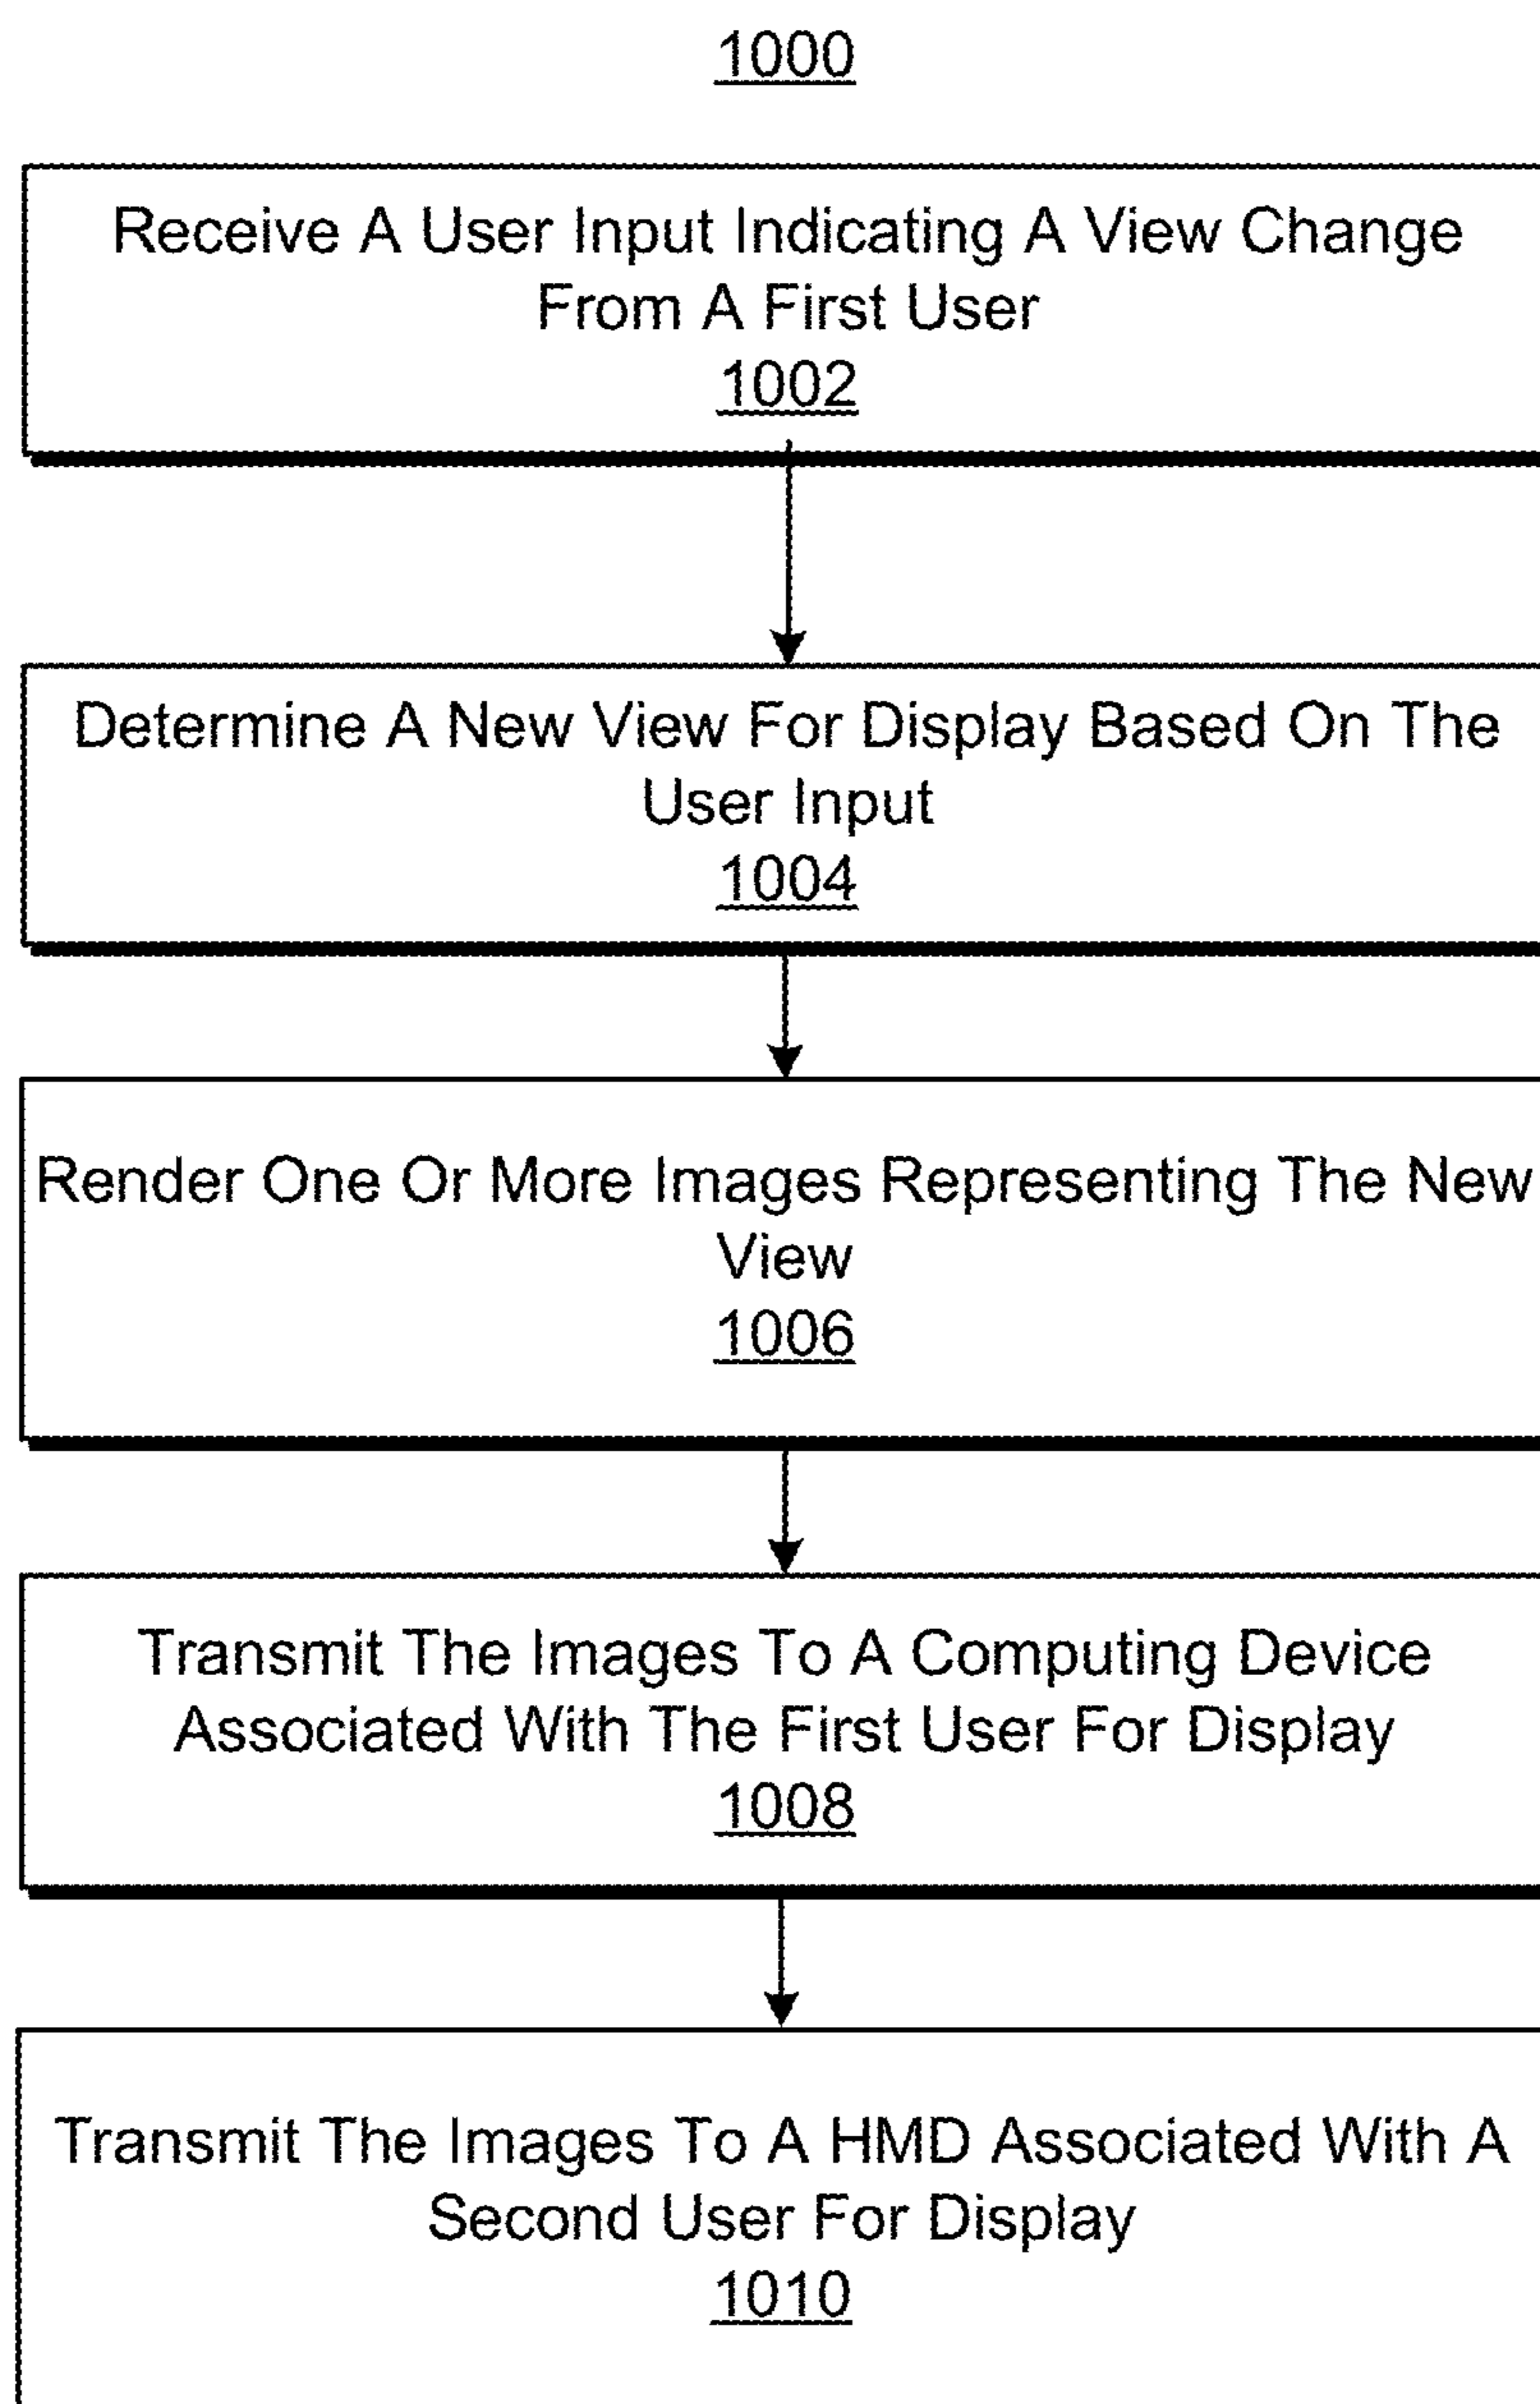 1000
Receive A User Input Indicating A View Change
From A First User
1002
Determine A New View For Display Based On The
User Input
1004
Render One Or More Images Representing The New
View
1006
Transmit The Images To A Computing Device
Associated With The First User For Display
1008
Transmit The Images To A HMD Associated With A
Second User For Display
1010